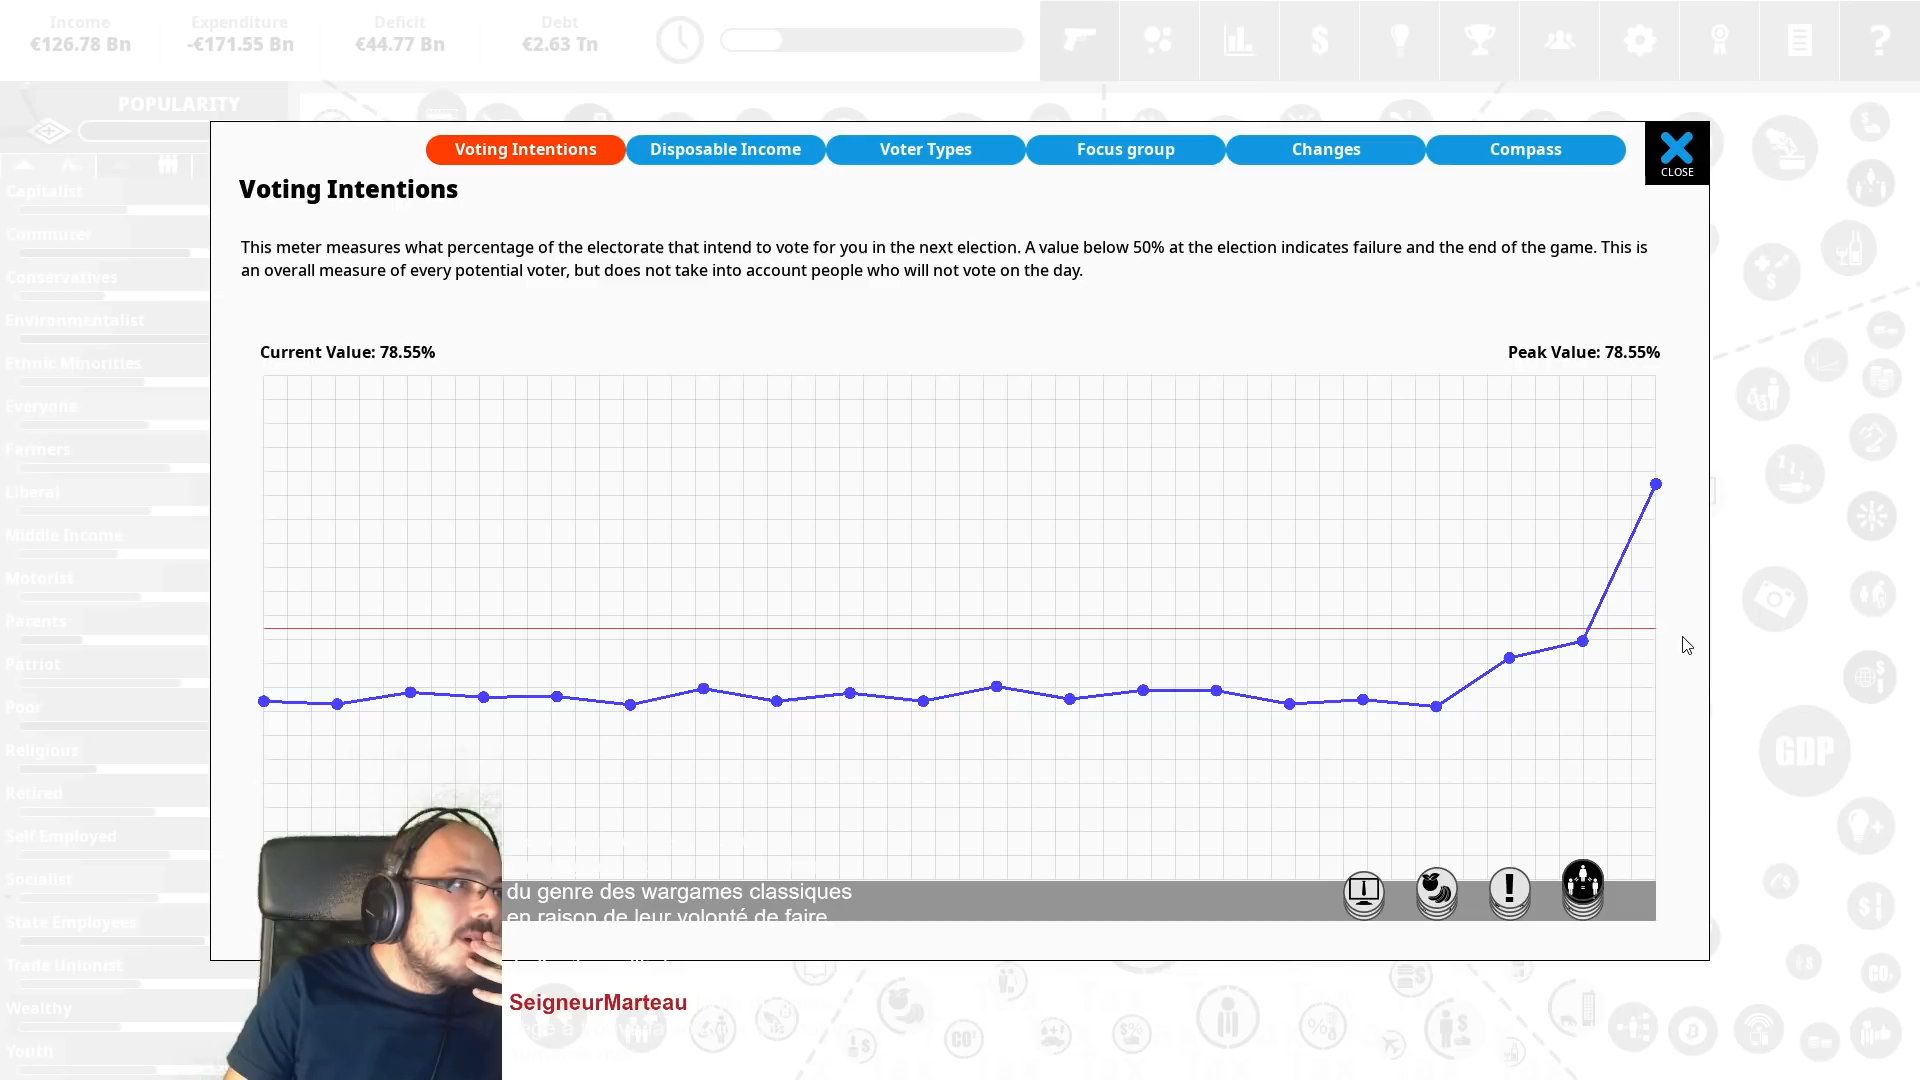 Income
Expenditure
Deficit
Debt
€126.78 Bn
-€171.55 Bn
€44.77 Bn
€2.63 Tn
POPULARITY
Voting Intentions
Disposable Income
Voter Types
Focus group
Changes
Compass
CLOSE
Voting Intentions
This meter measures what percentage of the electorate that intend to vote for you in the next election. A value below 50% at the election indicates failure and the end of the game. This is
an overall measure of every potential voter, but does not take into account people who will not vote on the day.
Current Value: 78.55%
Peak Value: 78.55%
Capitalist
Commuter
Conservatives
Environmentalist
Ethnic Minorities
Everyone
Farmers
Liberal
Middle Income
Motorist
Parents
Patriot
Poor
Religious
Retired
Self Employed
Socialist
State Employees
Trade Unionist
Wealthy
Youth
GDP
du genre des wargames classiques
en raison de leur volonté de faire
SeigneurMarteau